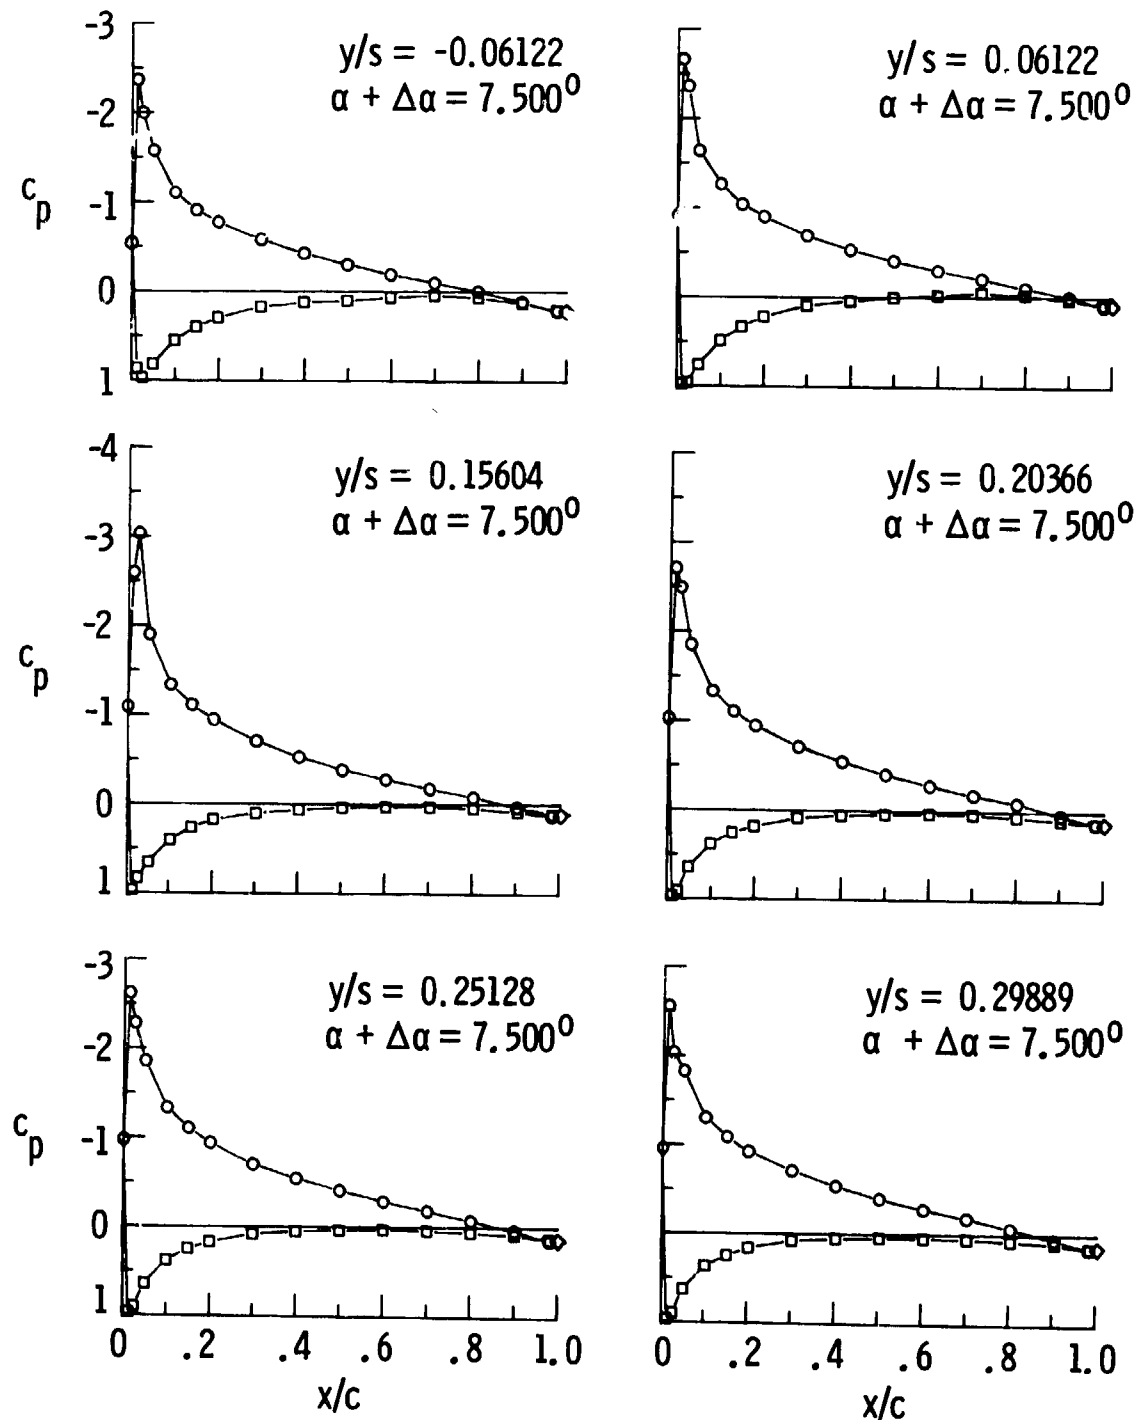 -3
y/s = -0.06122
α + Δα = 7.500⁰
-2
cp
-1
0
1
y/s = 0.06122
α + Δα = 7.500⁰
-4
y/s = 0.15604
α + Δα = 7.500⁰
-3
-2
cp
-1
0
1
y/s = 0.20366
α + Δα = 7.500⁰
-3
y/s = 0.25128
α + Δα = 7.500⁰
-2
cp
-1
0
1
0 .2 .4 .6 .8 1.0
x/c
y/s = 0.29889
α + Δα = 7.500⁰
0 .2 .4 .6 .8 1.0
x/c